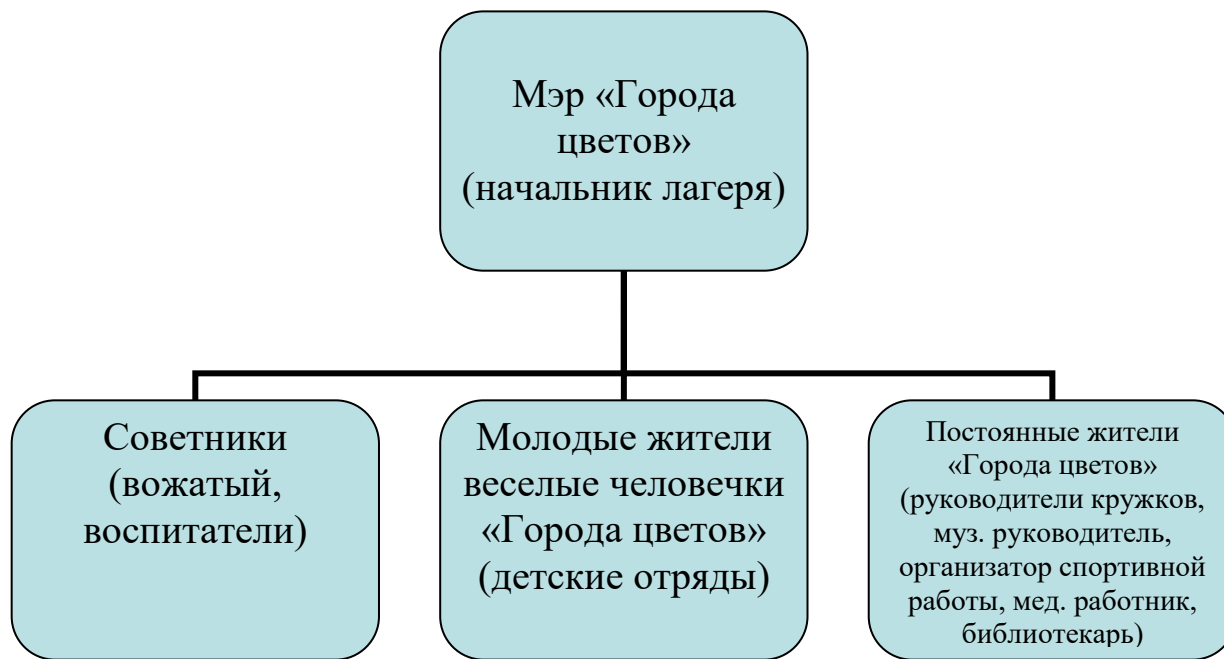 Мэр «Города
цветов»
(начальник лагеря)
Советники
(вожатый,
воспитатели)
Молодые жители
веселые человечки
«Города цветов»
(детские отряды)
Постоянные жители
«Города цветов»
(руководители кружков,
муз. руководитель,
организатор спортивной
работы, мед. работник,
библиотекарь)